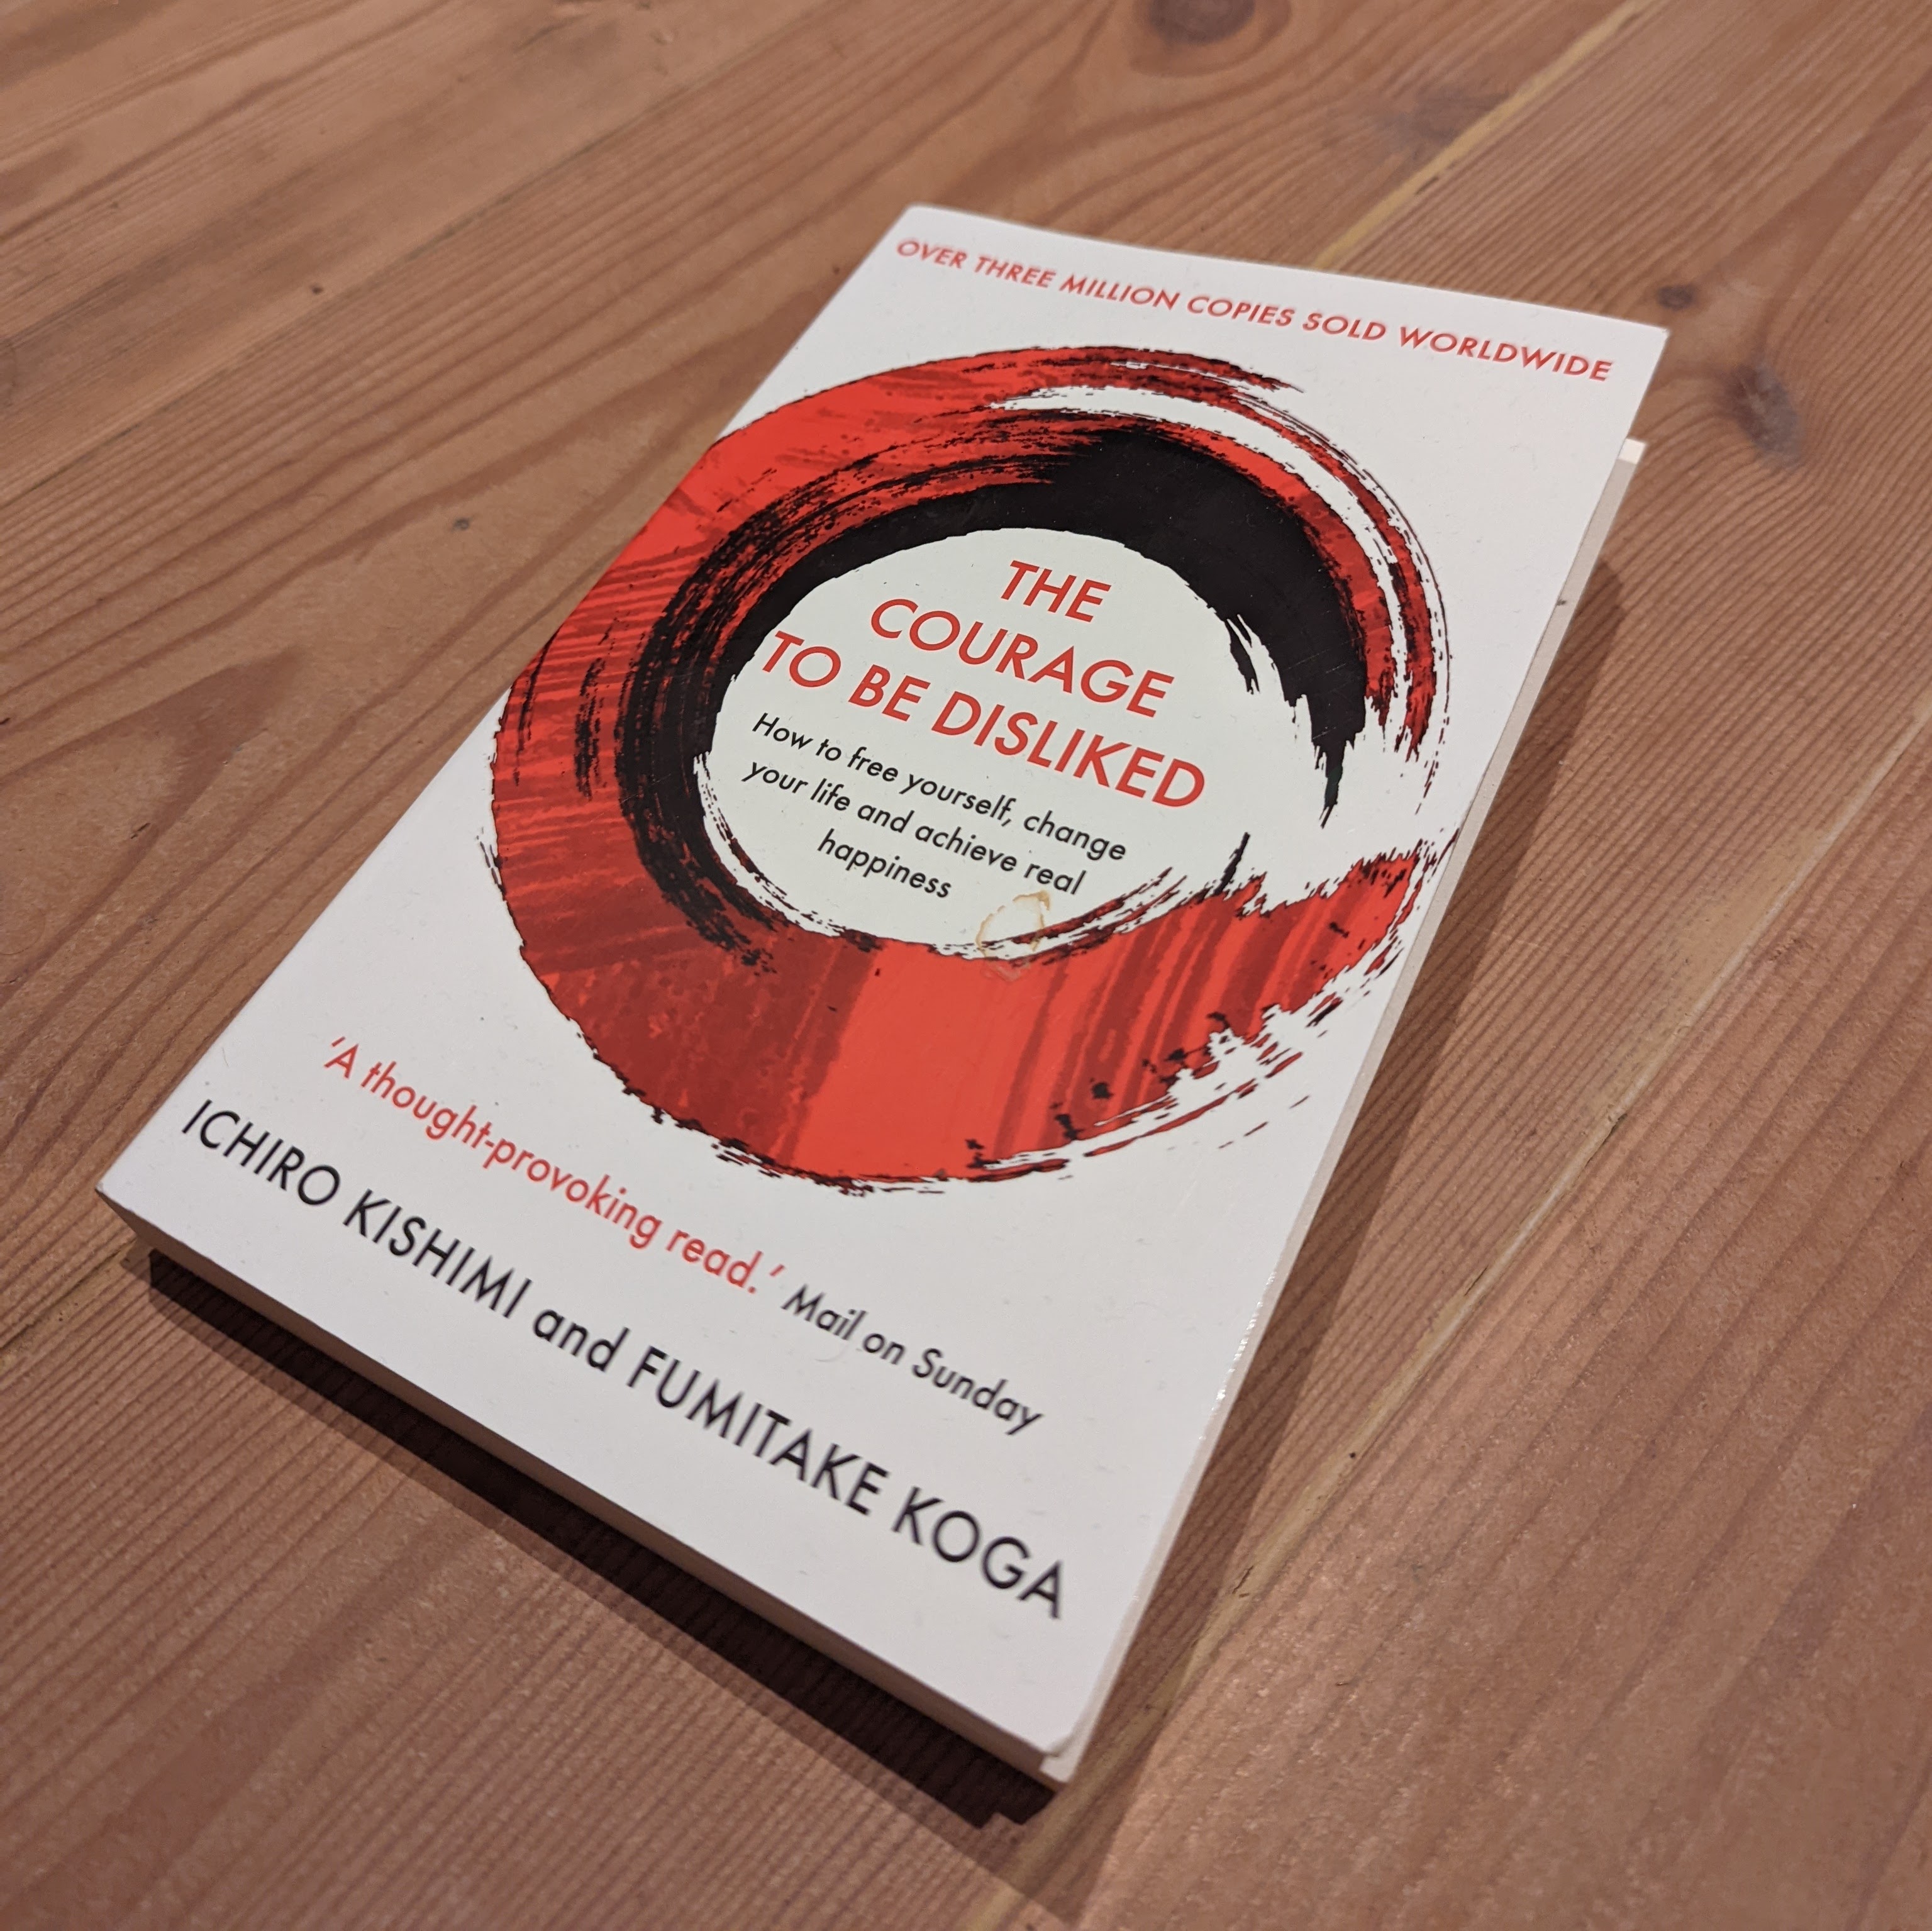 OVER THREE MILLION COPIES SOLD WORLDWIDE
THE
COURAGE
TO BE DISLIKED
How to free yourself, change
your life and achieve real
happiness
‘A thought-provoking read.’ Mail on Sunday
ICHIRO KISHIMI and FUMITAKE KOGA